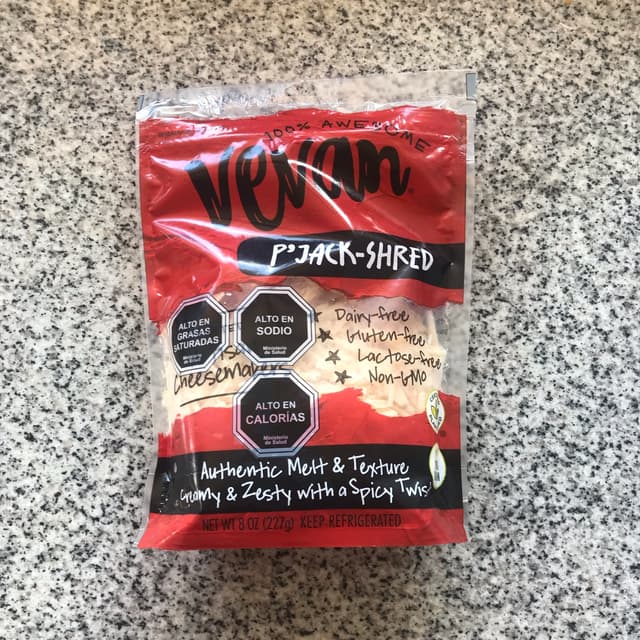 100% AWESOME
Vevan
P'JACK-SHRED
ALTO EN
GRASAS
SATURADAS
Ministerio
de Salud
ALTO EN
SODIO
Ministerio
de Salud
Dairy-free
Gluten-free
Lactose-free
Non-GMO
Cheesemakers
ALTO EN
CALORÍAS
Ministerio
de Salud
Authentic Melt & Texture
Creamy & Zesty with a Spicy Twist
NET WT 8 OZ (227g) KEEP REFRIGERATED